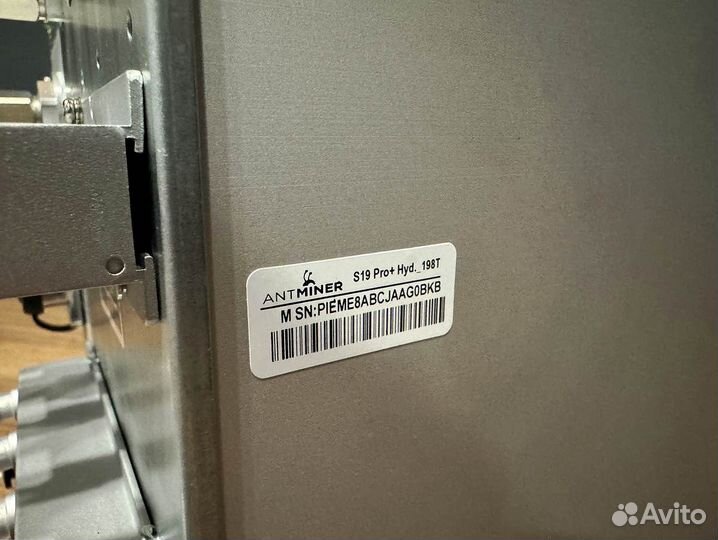 ANTMINER S19 Pro+ Hyd._198T
M SN:PIEME8ABCJAAG0BKB
Avito